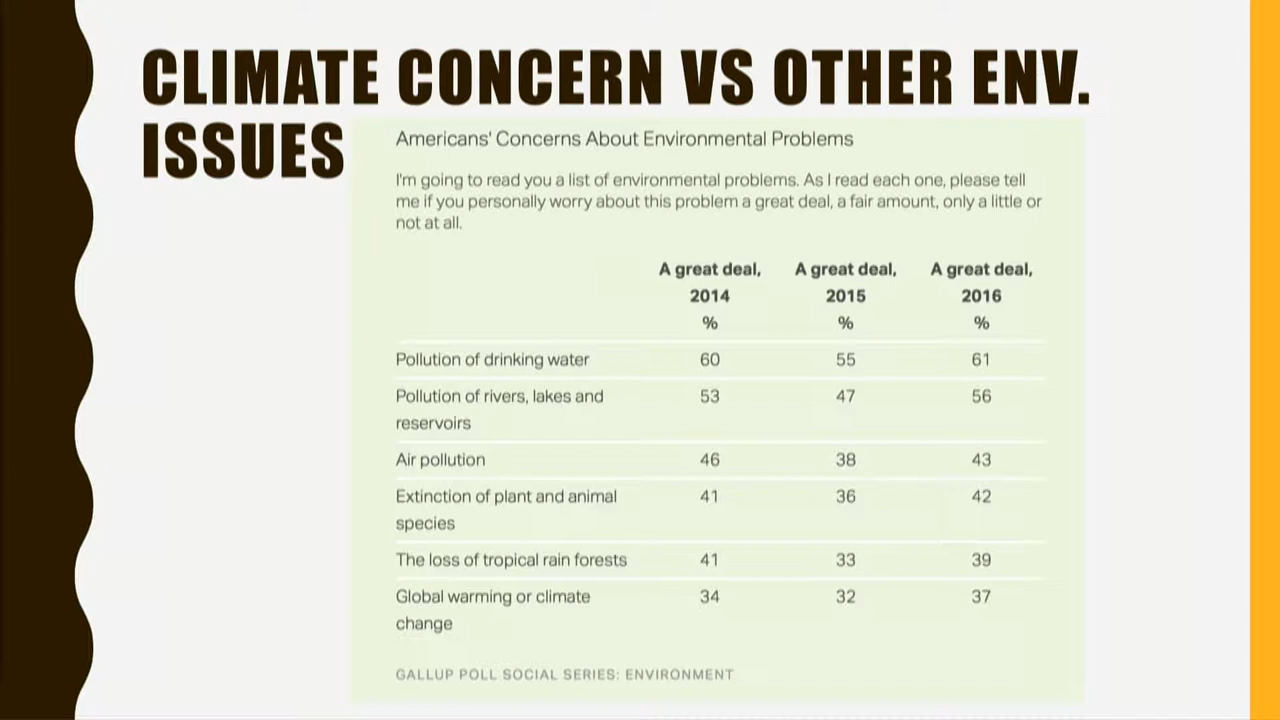 CLIMATE CONCERN VS OTHER ENV.
ISSUES
Americans' Concerns About Environmental Problems
I'm going to read you a list of environmental problems. As I read each one, please tell
me if you personally worry about this problem a great deal, a fair amount, only a little or
not at all.
A great deal, A great deal, A great deal,
2014 2015 2016
% % %
Pollution of drinking water 60 55 61
Pollution of rivers, lakes and 53 47 56
reservoirs
Air pollution 46 38 43
Extinction of plant and animal 41 36 42
species
The loss of tropical rain forests 41 33 39
Global warming or climate 34 32 37
change
GALLUP POLL SOCIAL SERIES: ENVIRONMENT